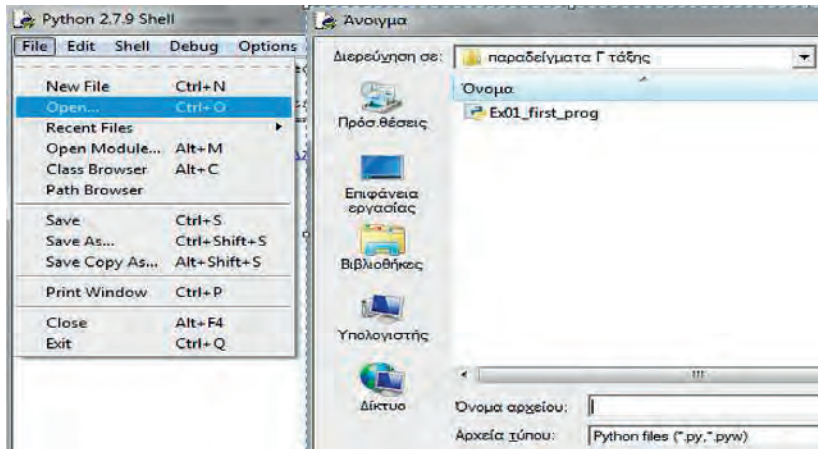 Python 2.7.9 Shell
File Edit Shell Debug Options
New File Ctrl+N
Open... Ctrl+O
Recent Files
Open Module... Alt+M
Class Browser Alt+C
Path Browser
Save Ctrl+S
Save As... Ctrl+Shift+S
Save Copy As... Alt+Shift+S
Print Window Ctrl+P
Close Alt+F4
Exit Ctrl+Q
Άνοιγμα
Διερεύνηση σε: παραδείγματα Γ τάξης
Όνομα
Ex01_first_prog
Πρόσ.θέσεις
Επιφάνεια
εργασίας
Βιβλιοθήκες
Υπολογιστής
Δίκτυο
Όνομα αρχείου:
Αρχεία τύπου: Python files (*.py,*.pyw)